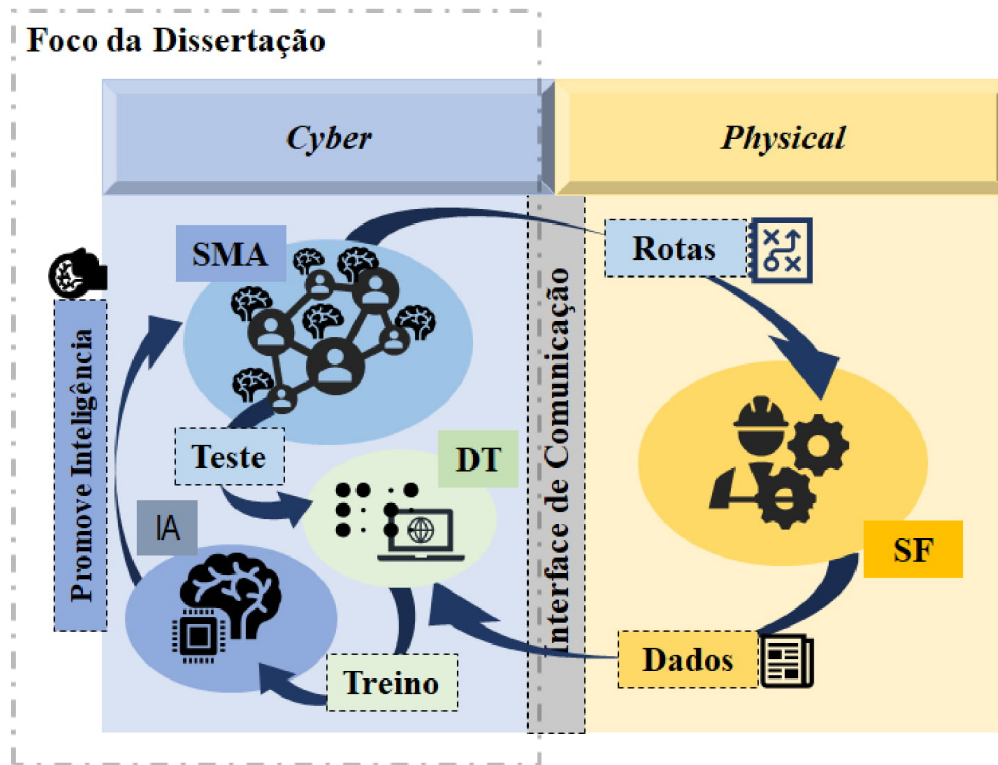 Foco da Dissertação
Cyber
Physical
SMA
Rotas
Promove Inteligência
Interface de Comunicação
Teste
DT
IA
SF
Treino
Dados